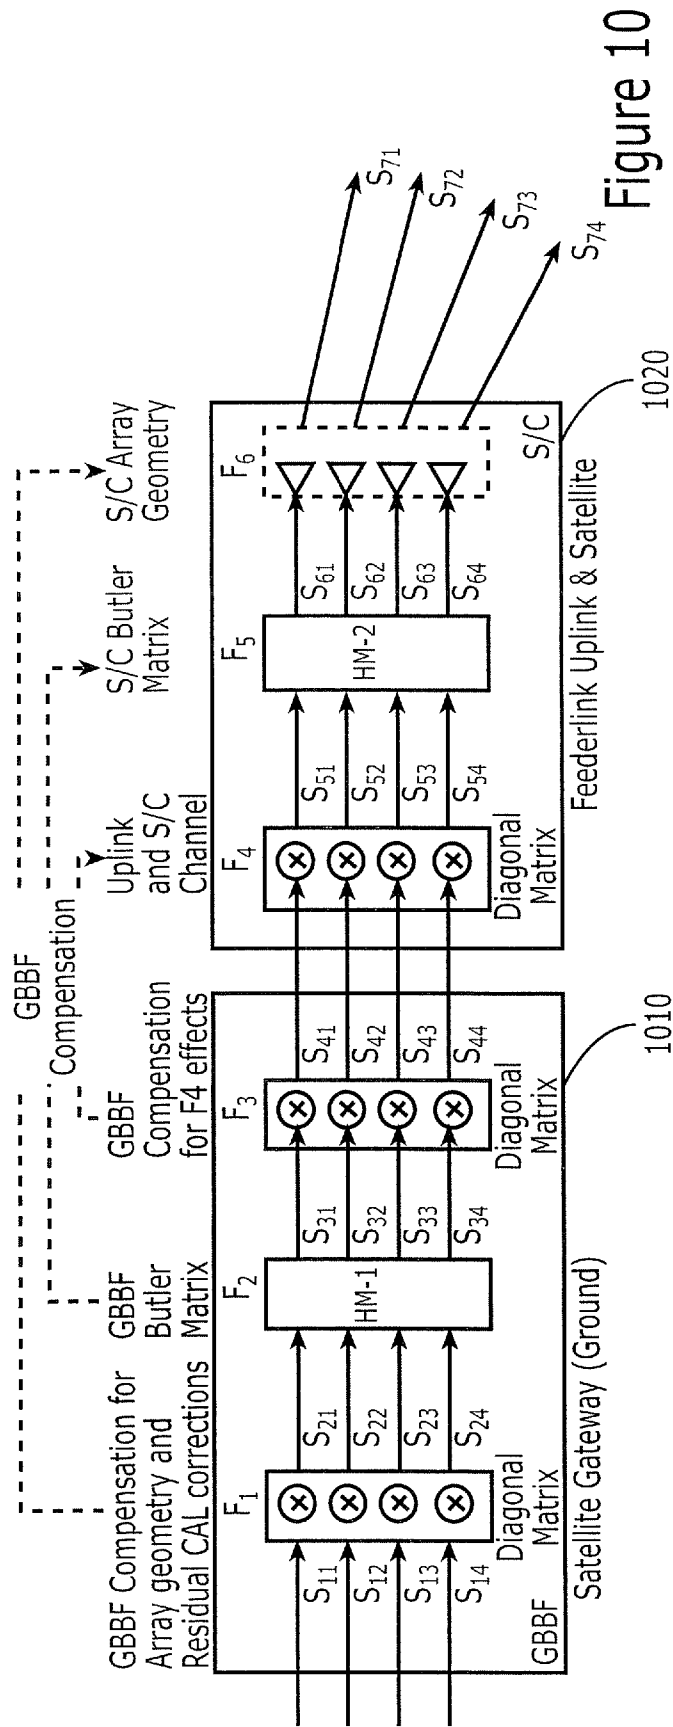 GBBF
Compensation
GBBF Compensation for
Array geometry and
Residual CAL corrections
GBBF
Butler
Matrix
GBBF
Compensation
for F4 effects
Uplink
and S/C
Channel
S/C Butler
Matrix
S/C Array
Geometry
F1
F2
F3
F4
F5
F6
S11
S12
S13
S14
S21
S22
S23
S24
HM-1
S31
S32
S33
S34
S41
S42
S43
S44
S51
S52
S53
S54
HM-2
S61
S62
S63
S64
S71
S72
S73
S74
Diagonal
Matrix
Diagonal
Matrix
Diagonal
Matrix
GBBF
S/C
Satellite Gateway (Ground)
1010
Feederlink Uplink & Satellite
1020
Figure 10